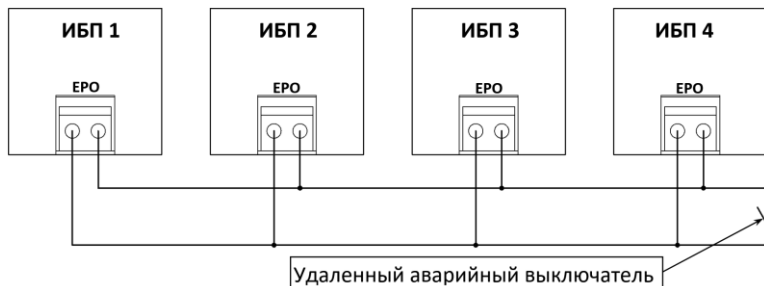 ИБП 1
ИБП 2
ИБП 3
ИБП 4
EPO
EPO
EPO
EPO
Удаленный аварийный выключатель